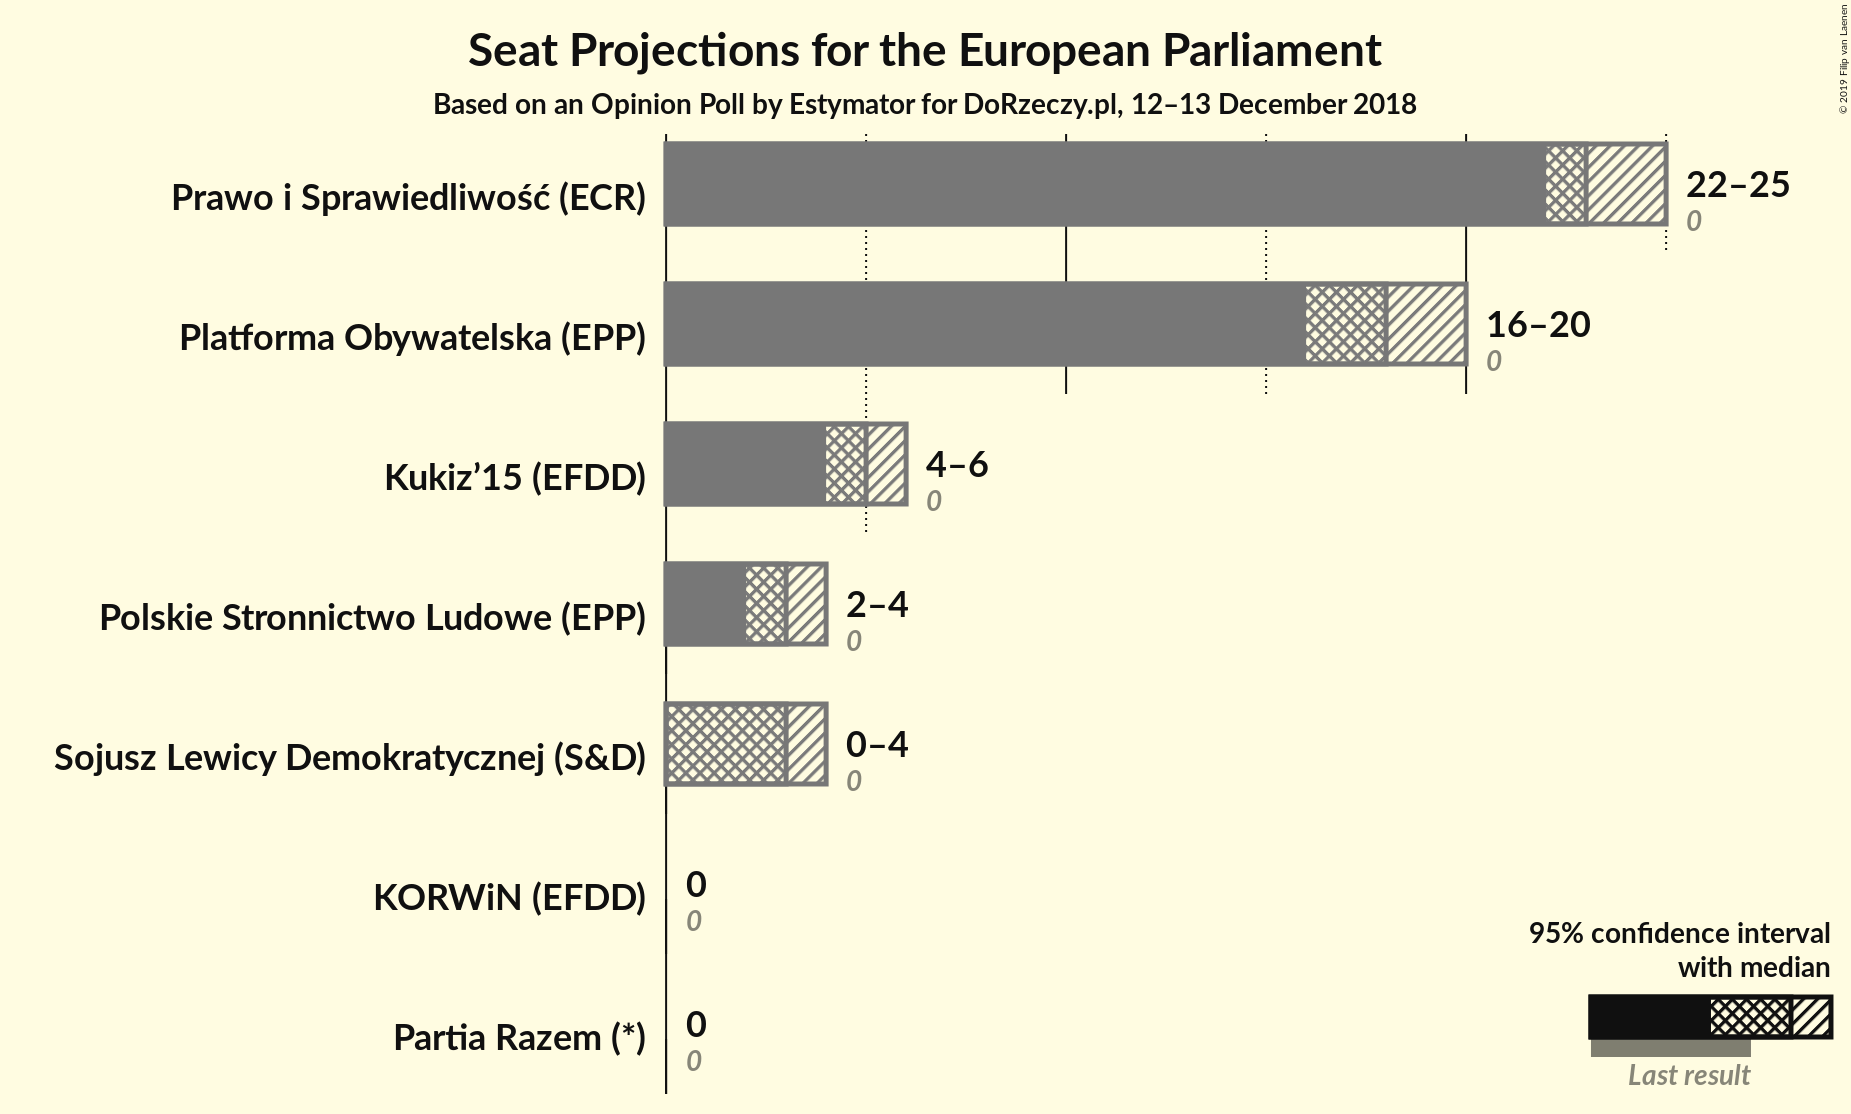 Seat Projections for the European Parliament
Based on an Opinion Poll by Estymator for DoRzeczy.pl, 12–13 December 2018
© 2019 Filip van Laenen
Prawo i Sprawiedliwość (ECR)
22–25
0
Platforma Obywatelska (EPP)
16–20
0
Kukiz’15 (EFDD)
4–6
0
Polskie Stronnictwo Ludowe (EPP)
2–4
0
Sojusz Lewicy Demokratycznej (S&D)
0–4
0
KORWiN (EFDD)
0
0
Partia Razem (*)
0
0
95% confidence interval
with median
Last result